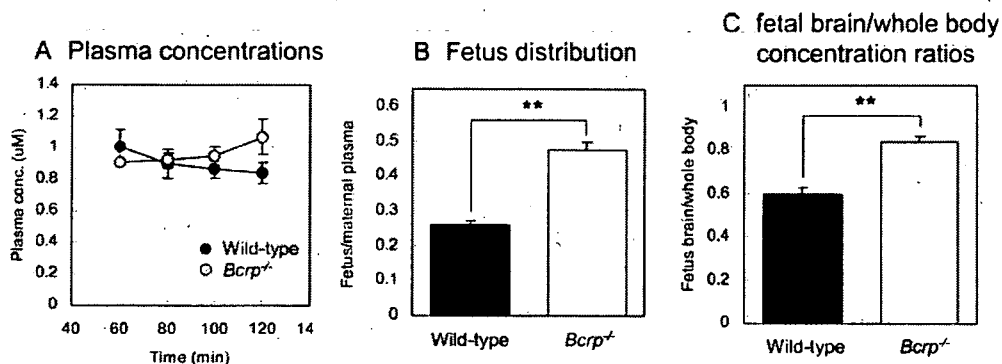 A Plasma concentrations
1.4
1.2
1
0.8
0.6
0.4
0.2
0
Plasma conc. (uM)
Wild-type
Bcrp-/-
40 60 80 100 120 14
Time (min)
B Fetus distribution
0.6
0.5
0.4
0.3
0.2
0.1
0
Fetus/maternal plasma
**
Wild-type Bcrp-/-
C fetal brain/whole body
concentration ratios
1
0.8
0.6
0.4
0.2
0
Fetus brain/whole body
**
Wild-type Bcrp-/-